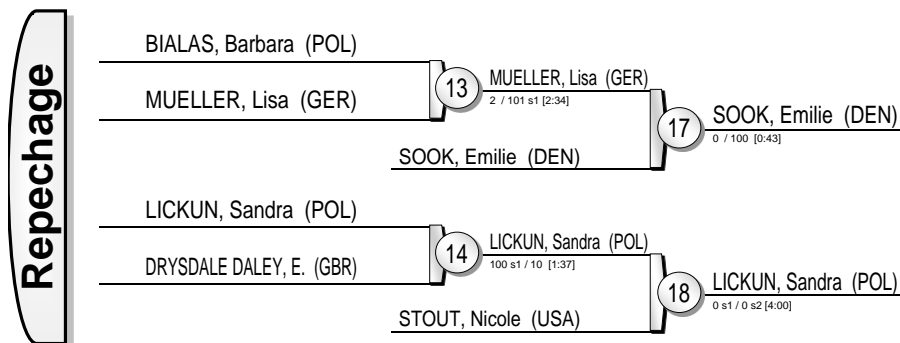 Repechage
BIALAS, Barbara (POL)
MUELLER, Lisa (GER)
13
MUELLER, Lisa (GER)
2 / 101 s1 [2:34]
SOOK, Emilie (DEN)
17
SOOK, Emilie (DEN)
0 / 100 [0:43]
LICKUN, Sandra (POL)
DRYSDALE DALEY, E. (GBR)
14
LICKUN, Sandra (POL)
100 s1 / 10 [1:37]
STOUT, Nicole (USA)
18
LICKUN, Sandra (POL)
0 s1 / 0 s2 [4:00]